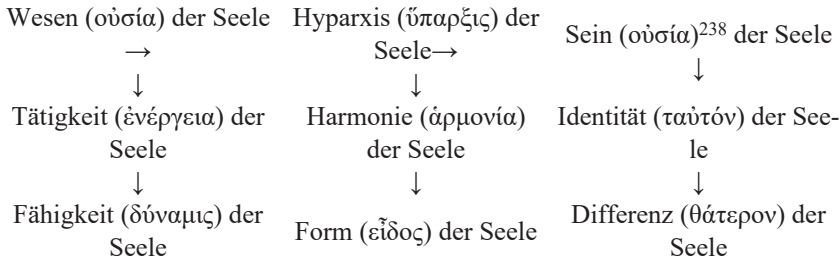 Wesen (οὐσία) der Seele Hyparxis (ὕπαρξις) der Sein (οὐσία)238 der Seele
→ Seele→ ↓
↓ ↓
Tätigkeit (ἐνέργεια) der Harmonie (ἁρμονία) Identität (ταὐτόν) der See-
Seele der Seele le
↓ ↓ ↓
Fähigkeit (δύναμις) der Form (εἶδος) der Seele Differenz (θάτερον) der
Seele Seele